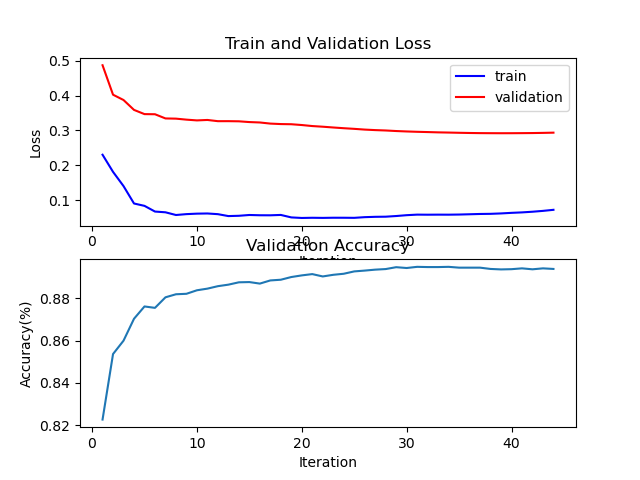 Train and Validation Loss
0.5
0.4
0.3
0.2
0.1
Loss
train
validation
0 10 20 30 40
Iteration
Validation Accuracy
0.88
0.86
0.84
0.82
Accuracy(%)
0 10 20 30 40
Iteration